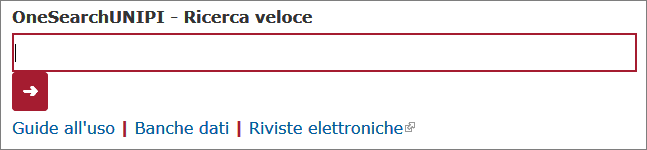 OneSearchUNIPI - Ricerca veloce
Guide all'uso | Banche dati | Riviste elettroniche